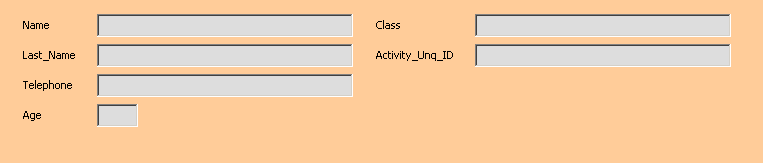 Name
Class
Last_Name
Activity_Unq_ID
Telephone
Age